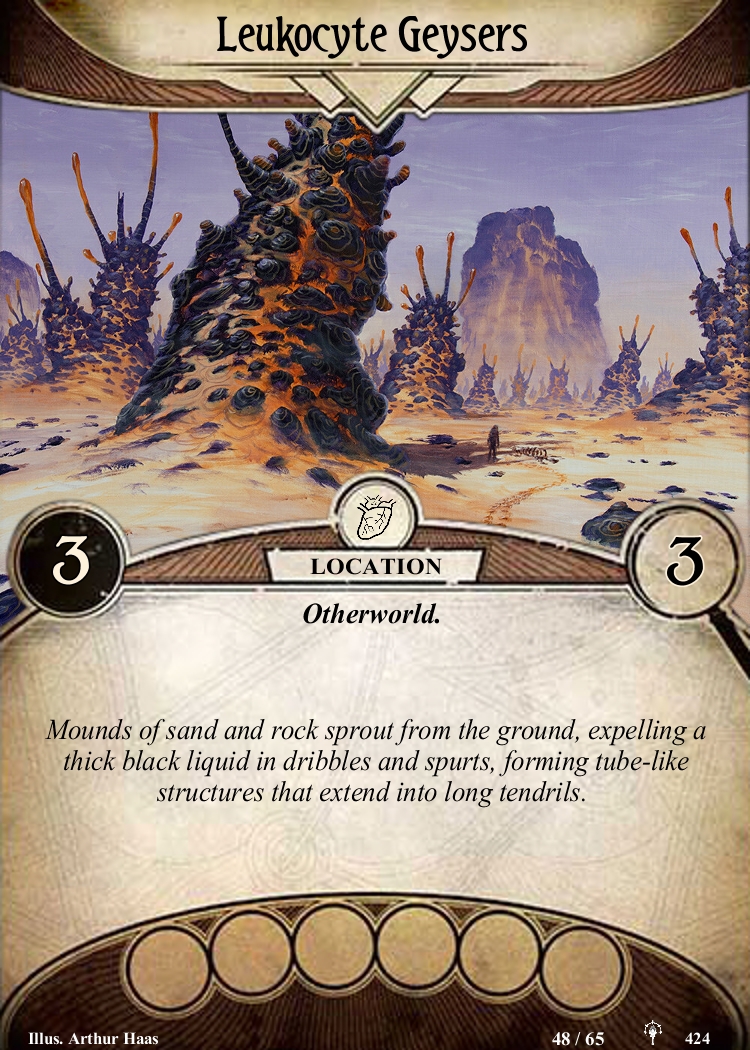 Leukocyte Geysers
3
3
LOCATION
Otherworld.
Mounds of sand and rock sprout from the ground, expelling a
thick black liquid in dribbles and spurts, forming tube-like
structures that extend into long tendrils.
Illus. Arthur Haas
48 / 65
424